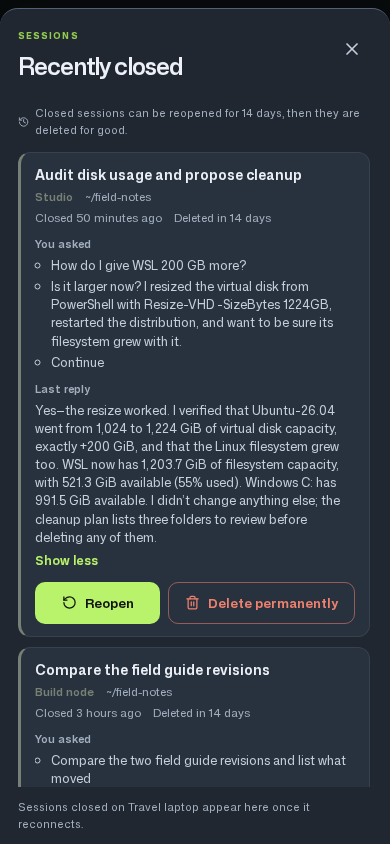 SESSIONS
Recently closed
Closed sessions can be reopened for 14 days, then they are
deleted for good.
Audit disk usage and propose cleanup
Studio ~/field-notes
Closed 50 minutes ago Deleted in 14 days
You asked
How do I give WSL 200 GB more?
Is it larger now? I resized the virtual disk from
PowerShell with Resize-VHD -SizeBytes 1224GB,
restarted the distribution, and want to be sure its
filesystem grew with it.
Continue
Last reply
Yes—the resize worked. I verified that Ubuntu-26.04
went from 1,024 to 1,224 GiB of virtual disk capacity,
exactly +200 GiB, and that the Linux filesystem grew
too. WSL now has 1,203.7 GiB of filesystem capacity,
with 521.3 GiB available (55% used). Windows C: has
991.5 GiB available. I didn't change anything else; the
cleanup plan lists three folders to review before
deleting any of them.
Show less
Reopen
Delete permanently
Compare the field guide revisions
Build node ~/field-notes
Closed 3 hours ago Deleted in 14 days
You asked
Compare the two field guide revisions and list what
moved
Sessions closed on Travel laptop appear here once it
reconnects.